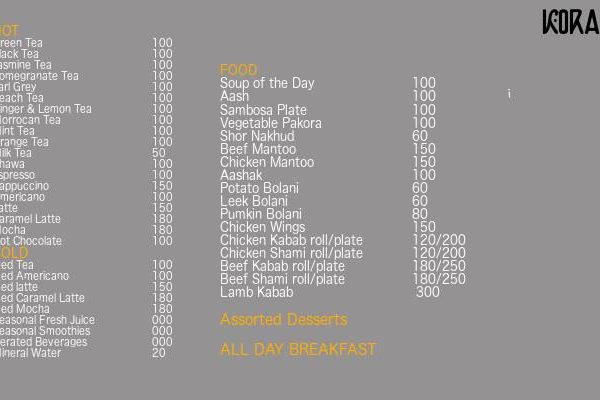 KORA
HOT
reen Tea 100
lack Tea 100
asmine Tea 100
omegranate Tea 100
arl Grey 100
each Tea 100
inger & Lemon Tea 100
orrocan Tea 100
int Tea 100
range Tea 100
ilk Tea 50
hawa 100
spresso 100
appuccino 150
mericano 100
atte 150
aramel Latte 180
ocha 180
ot Chocolate 100
OLD
ed Tea 100
ed Americano 100
ed latte 150
ed Caramel Latte 180
ed Mocha 180
easonal Fresh Juice 000
easonal Smoothies 000
erated Beverages 000
ineral Water 20
FOOD
Soup of the Day 100
Aash 100
Sambosa Plate 100
Vegetable Pakora 100
Shor Nakhud 60
Beef Mantoo 150
Chicken Mantoo 150
Aashak 100
Potato Bolani 60
Leek Bolani 60
Pumkin Bolani 80
Chicken Wings 150
Chicken Kabab roll/plate 120/200
Chicken Shami roll/plate 120/200
Beef Kabab roll/plate 180/250
Beef Shami roll/plate 180/250
Lamb Kabab 300
Assorted Desserts
ALL DAY BREAKFAST
i